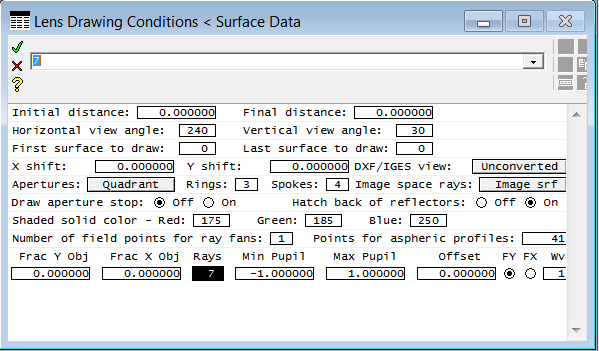 Lens Drawing Conditions < Surface Data
7
Initial distance: 0.000000 Final distance: 0.000000
Horizontal view angle: 240 Vertical view angle: 30
First surface to draw: 0 Last surface to draw: 0
X shift: 0.000000 Y shift: 0.000000 DXF/IGES view: Unconverted
Apertures: Quadrant Rings: 3 Spokes: 4 Image space rays: Image srf
Draw aperture stop: Off On Hatch back of reflectors: Off On
Shaded solid color - Red: 175 Green: 185 Blue: 250
Number of field points for ray fans: 1 Points for aspheric profiles: 41
Frac Y Obj Frac X Obj Rays Min Pupil Max Pupil Offset FY FX Wv
0.000000 0.000000 7 -1.000000 1.000000 0.000000 1